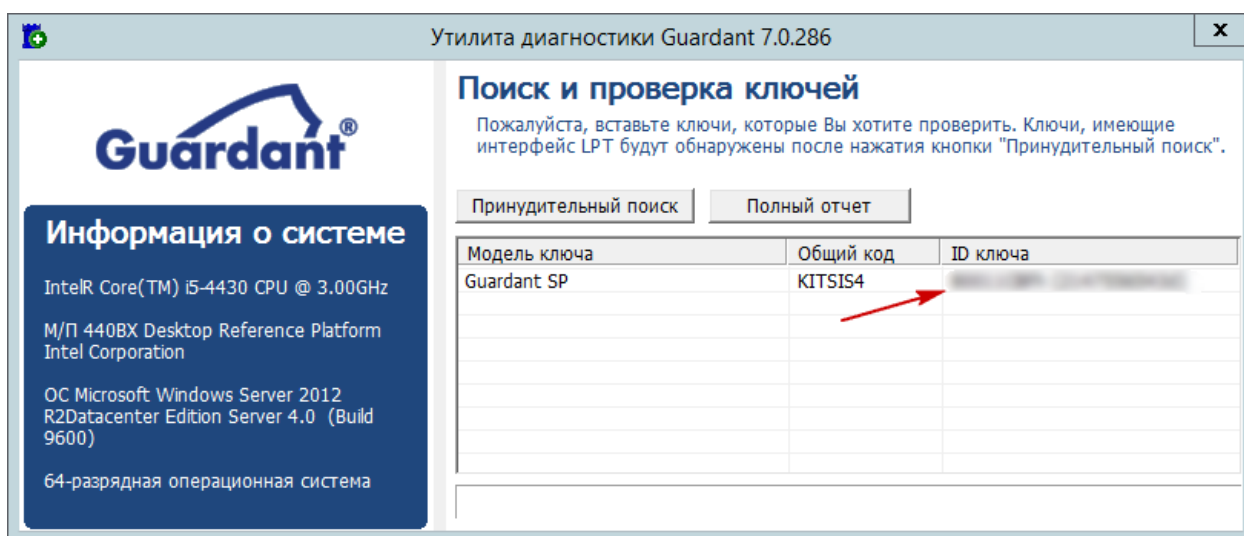 Утилита диагностики Guardant 7.0.286
x
Guardant®
Информация о системе
IntelR Core(TM) i5-4430 CPU @ 3.00GHz
М/П 440BX Desktop Reference Platform
Intel Corporation
ОС Microsoft Windows Server 2012
R2Datacenter Edition Server 4.0 (Build
9600)
64-разрядная операционная система
Поиск и проверка ключей
Пожалуйста, вставьте ключи, которые Вы хотите проверить. Ключи, имеющие
интерфейс LPT будут обнаружены после нажатия кнопки "Принудительный поиск".
Принудительный поиск Полный отчет
Модель ключа Общий код ID ключа
Guardant SP KITSIS4